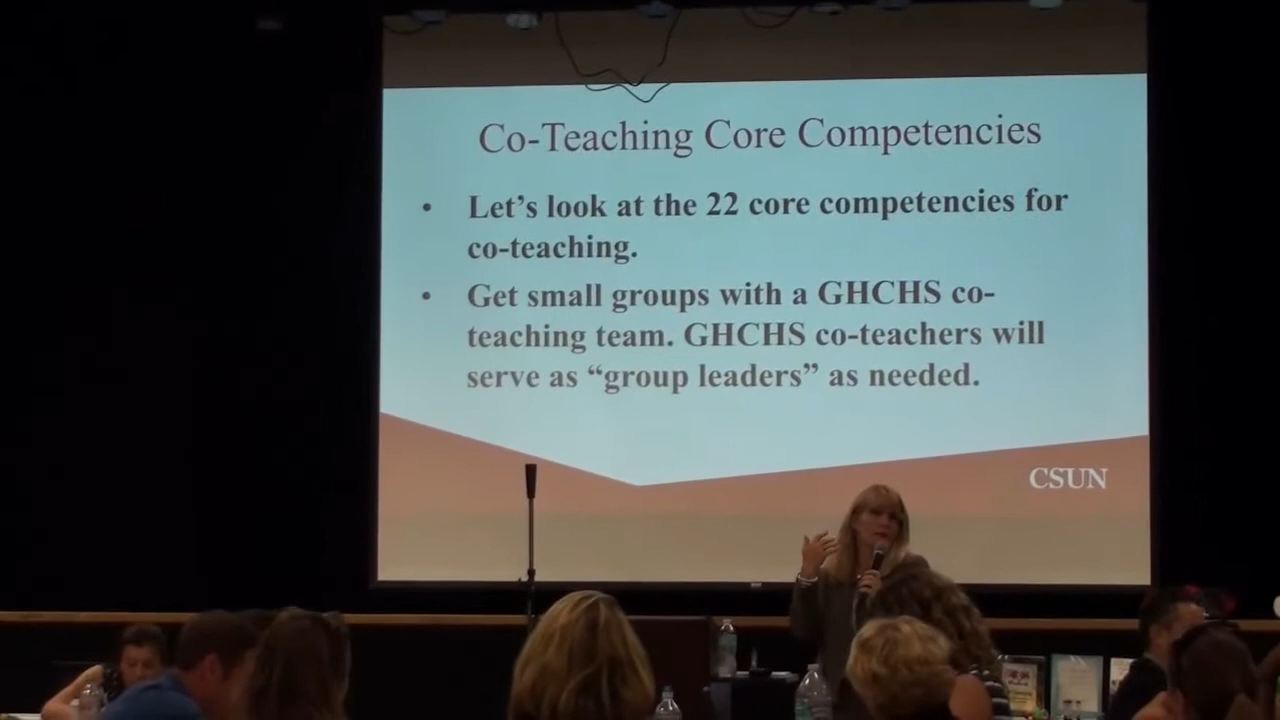 Co-Teaching Core Competencies
• Let's look at the 22 core competencies for
co-teaching.
• Get small groups with a GHCHS co-
teaching team. GHCHS co-teachers will
serve as “group leaders” as needed.
CSUN